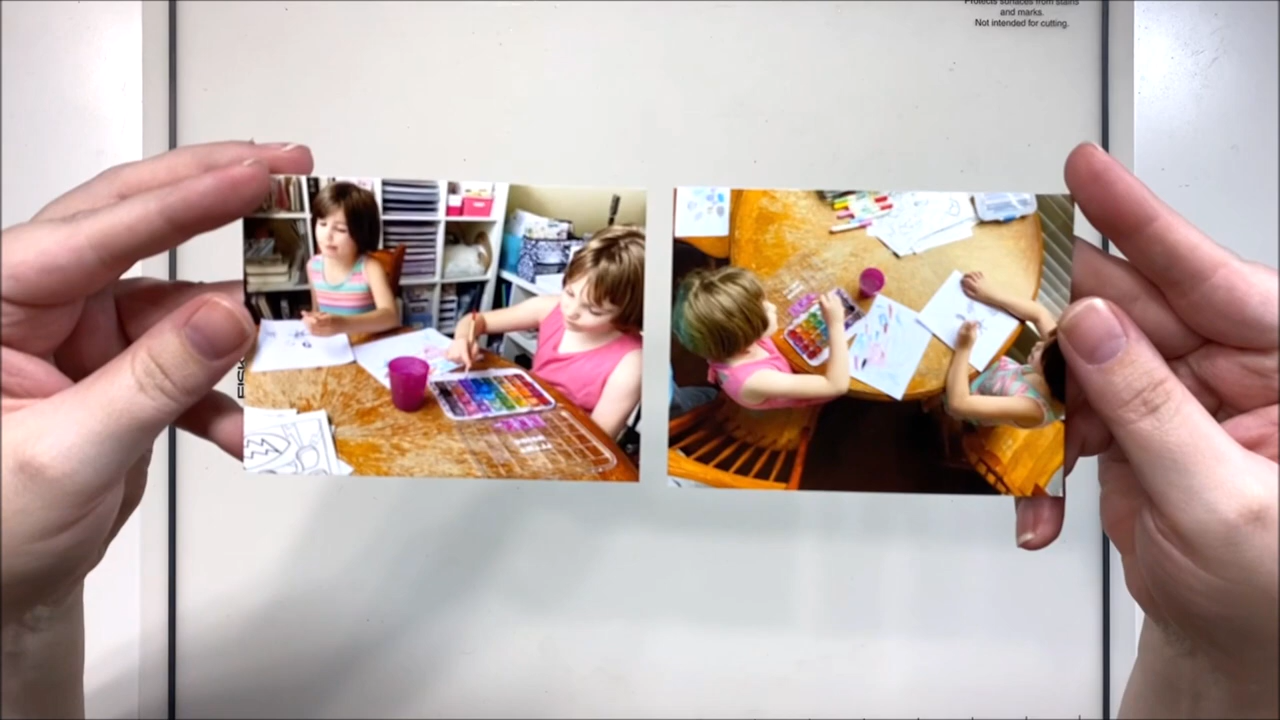 Protects surfaces from stains
and marks.
Not intended for cutting.